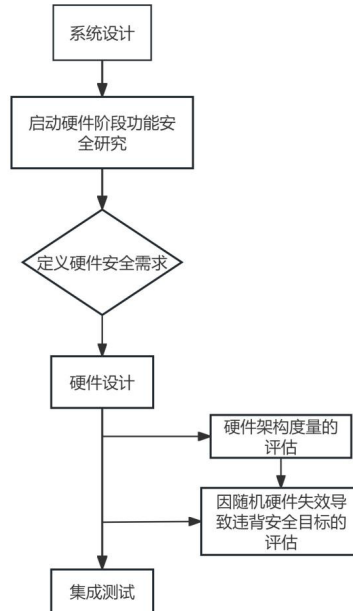 系统设计
启动硬件阶段功能安
全研究
定义硬件安全需求
硬件设计
硬件架构度量的
评估
因随机硬件失效导
致违背安全目标的
评估
集成测试